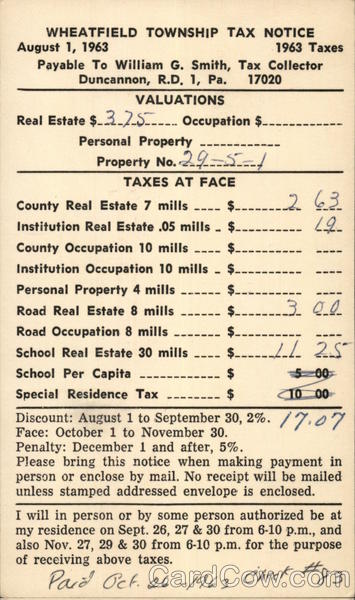 WHEATFIELD TOWNSHIP TAX NOTICE
August 1, 1963 1963 Taxes
Payable To William G. Smith, Tax Collector
Duncannon, R.D. 1, Pa. 17020
VALUATIONS
Real Estate $ 375 Occupation $
Personal Property
Property No. 29-5-1
TAXES AT FACE
County Real Estate 7 mills $ 2 63
Institution Real Estate .05 mills $ 19
County Occupation 10 mills $
Institution Occupation 10 mills $
Personal Property 4 mills $
Road Real Estate 8 mills $ 3 00
Road Occupation 8 mills $
School Real Estate 30 mills $ 11 25
School Per Capita $ 5 00
Special Residence Tax $ 10 00
Discount: August 1 to September 30, 2%. 17.07
Face: October 1 to November 30.
Penalty: December 1 and after, 5%.
Please bring this notice when making payment in
person or enclose by mail. No receipt will be mailed
unless stamped addressed envelope is enclosed.
I will in person or by some person authorized be at
my residence on Sept. 26, 27 & 30 from 6-10 p.m., and
also Nov. 27, 29 & 30 from 6-10 p.m. for the purpose
of receiving above taxes.
Paid Oct. 26 - 1963
CardCow.com